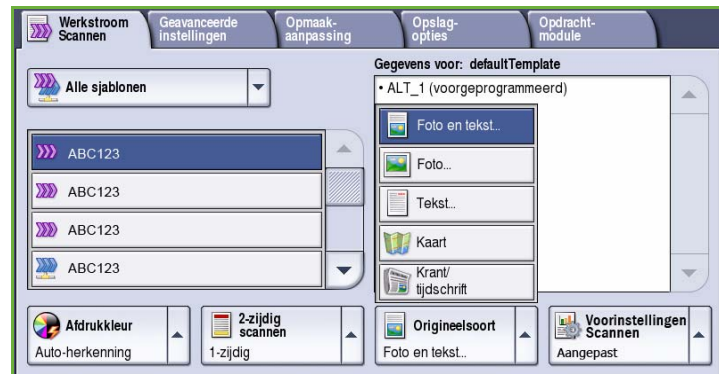 Werkstroom
Scannen
Geavanceerde
instellingen
Opmaak-
aanpassing
Opslag-
opties
Opdracht-
module
Alle sjablonen
Gegevens voor: defaultTemplate
• ALT_1 (voorgeprogrammeerd)
ABC123
ABC123
ABC123
ABC123
Foto en tekst...
Foto...
Tekst...
Kaart
Krant/
tijdschrift
Afdrukkleur
Auto-herkenning
2-zijdig
scannen
1-zijdig
Origineelsoort
Foto en tekst...
Voorinstellingen
Scannen
Aangepast